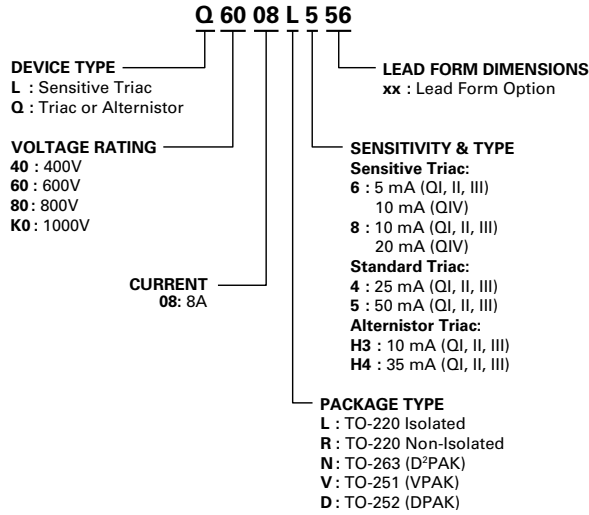 Q 60 08 L 5 56
DEVICE TYPE
L : Sensitive Triac
Q : Triac or Alternistor
VOLTAGE RATING
40 : 400V
60 : 600V
80 : 800V
K0 : 1000V
CURRENT
08: 8A
LEAD FORM DIMENSIONS
xx : Lead Form Option
SENSITIVITY & TYPE
Sensitive Triac:
6 : 5 mA (QI, II, III)
10 mA (QIV)
8 : 10 mA (QI, II, III)
20 mA (QIV)
Standard Triac:
4 : 25 mA (QI, II, III)
5 : 50 mA (QI, II, III)
Alternistor Triac:
H3 : 10 mA (QI, II, III)
H4 : 35 mA (QI, II, III)
PACKAGE TYPE
L : TO-220 Isolated
R : TO-220 Non-Isolated
N : TO-263 (D²PAK)
V : TO-251 (VPAK)
D : TO-252 (DPAK)